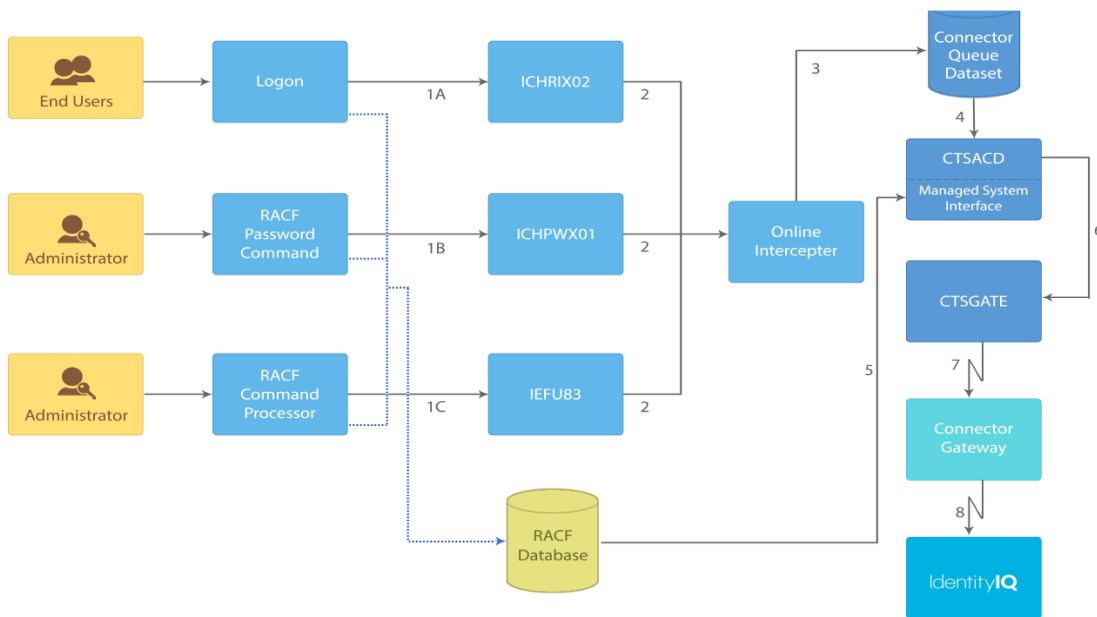 End Users
Logon
1A
ICHRIX02
2
3
Connector
Queue
Dataset
4
CTSACD
Managed System
Interface
Administrator
RACF
Password
Command
1B
ICHPWX01
2
Online
Intercepter
6
CTSGATE
Administrator
RACF
Command
Processor
1C
IEFU83
2
5
7
Connector
Gateway
8
RACF
Database
IdentityIQ